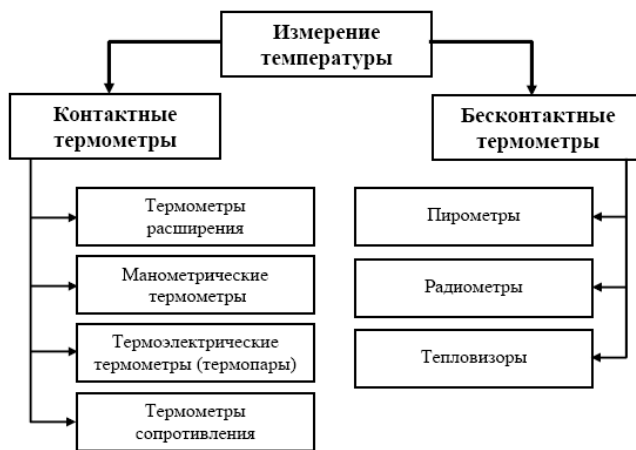 Измерение
температуры
Контактные
термометры
Бесконтактные
термометры
Термометры
расширения
Манометрические
термометры
Термоэлектрические
термометры (термопары)
Термометры
сопротивления
Пирометры
Радиометры
Тепловизоры